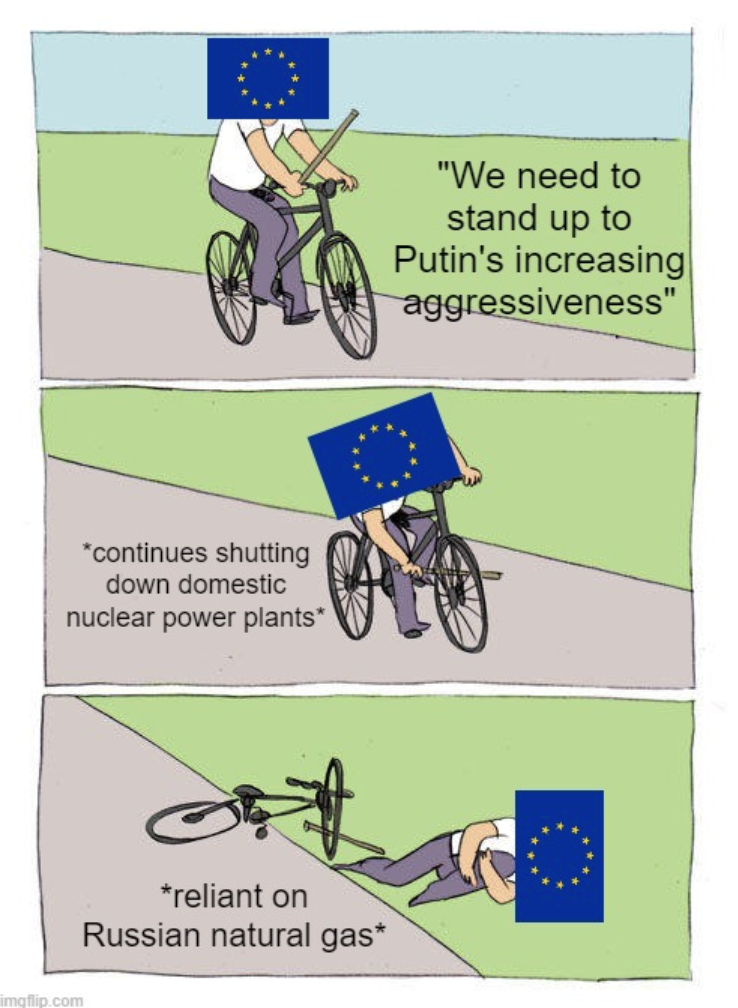 "We need to
stand up to
Putin's increasing
aggressiveness"
*continues shutting
down domestic
nuclear power plants*
*reliant on
Russian natural gas*
imgflip.com